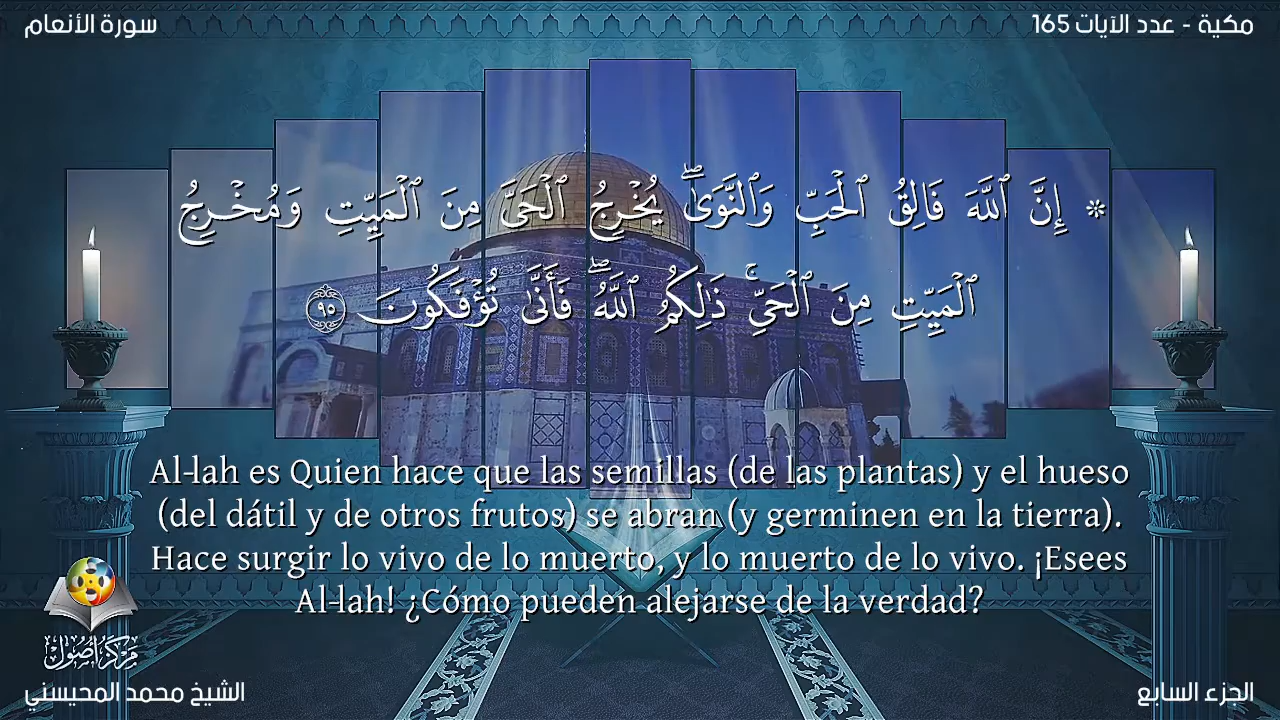 سورة الأنعام
مكية - عدد الآيات 165
* إِنَّ ٱللَّهَ فَالِقُ ٱلْحَبِّ وَٱلنَّوَىٰۖ يُخْرِجُ ٱلْحَىَّ مِنَ ٱلْمَيِّتِ وَمُخْرِجُ
ٱلْمَيِّتِ مِنَ ٱلْحَىِّۚ ذَٰلِكُمُ ٱللَّهُۖ فَأَنَّىٰ تُؤْفَكُونَ ٩٥
Al-lah es Quien hace que las semillas (de las plantas) y el hueso
(del dátil y de otros frutos) se abran (y germinen en la tierra).
Hace surgir lo vivo de lo muerto, y lo muerto de lo vivo. ¡Esees
Al-lah! ¿Cómo pueden alejarse de la verdad?
مركز أصول
الشيخ محمد المحيسني
الجزء السابع